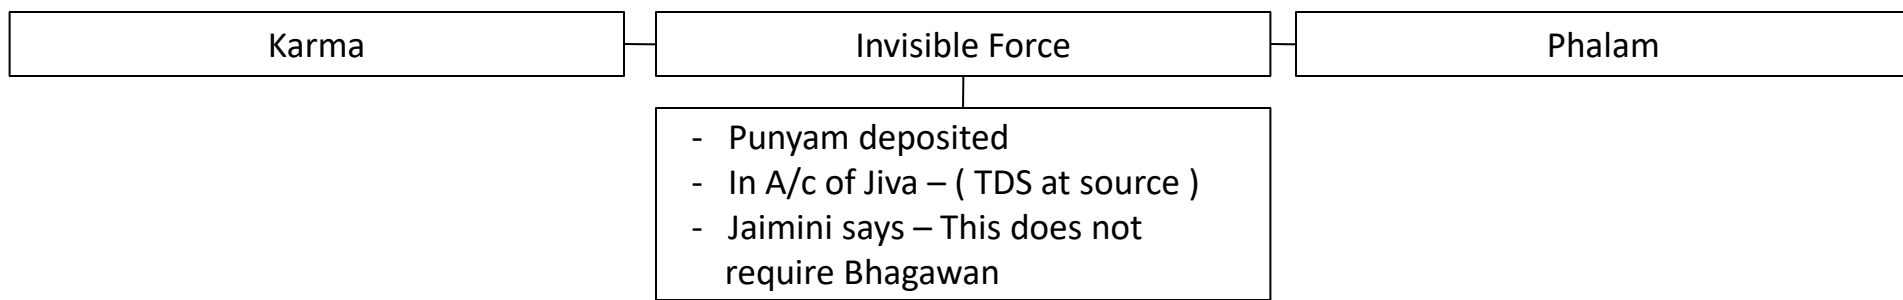 Karma
Invisible Force
Phalam
- Punyam deposited
- In A/c of Jiva – ( TDS at source )
- Jaimini says – This does not
require Bhagawan